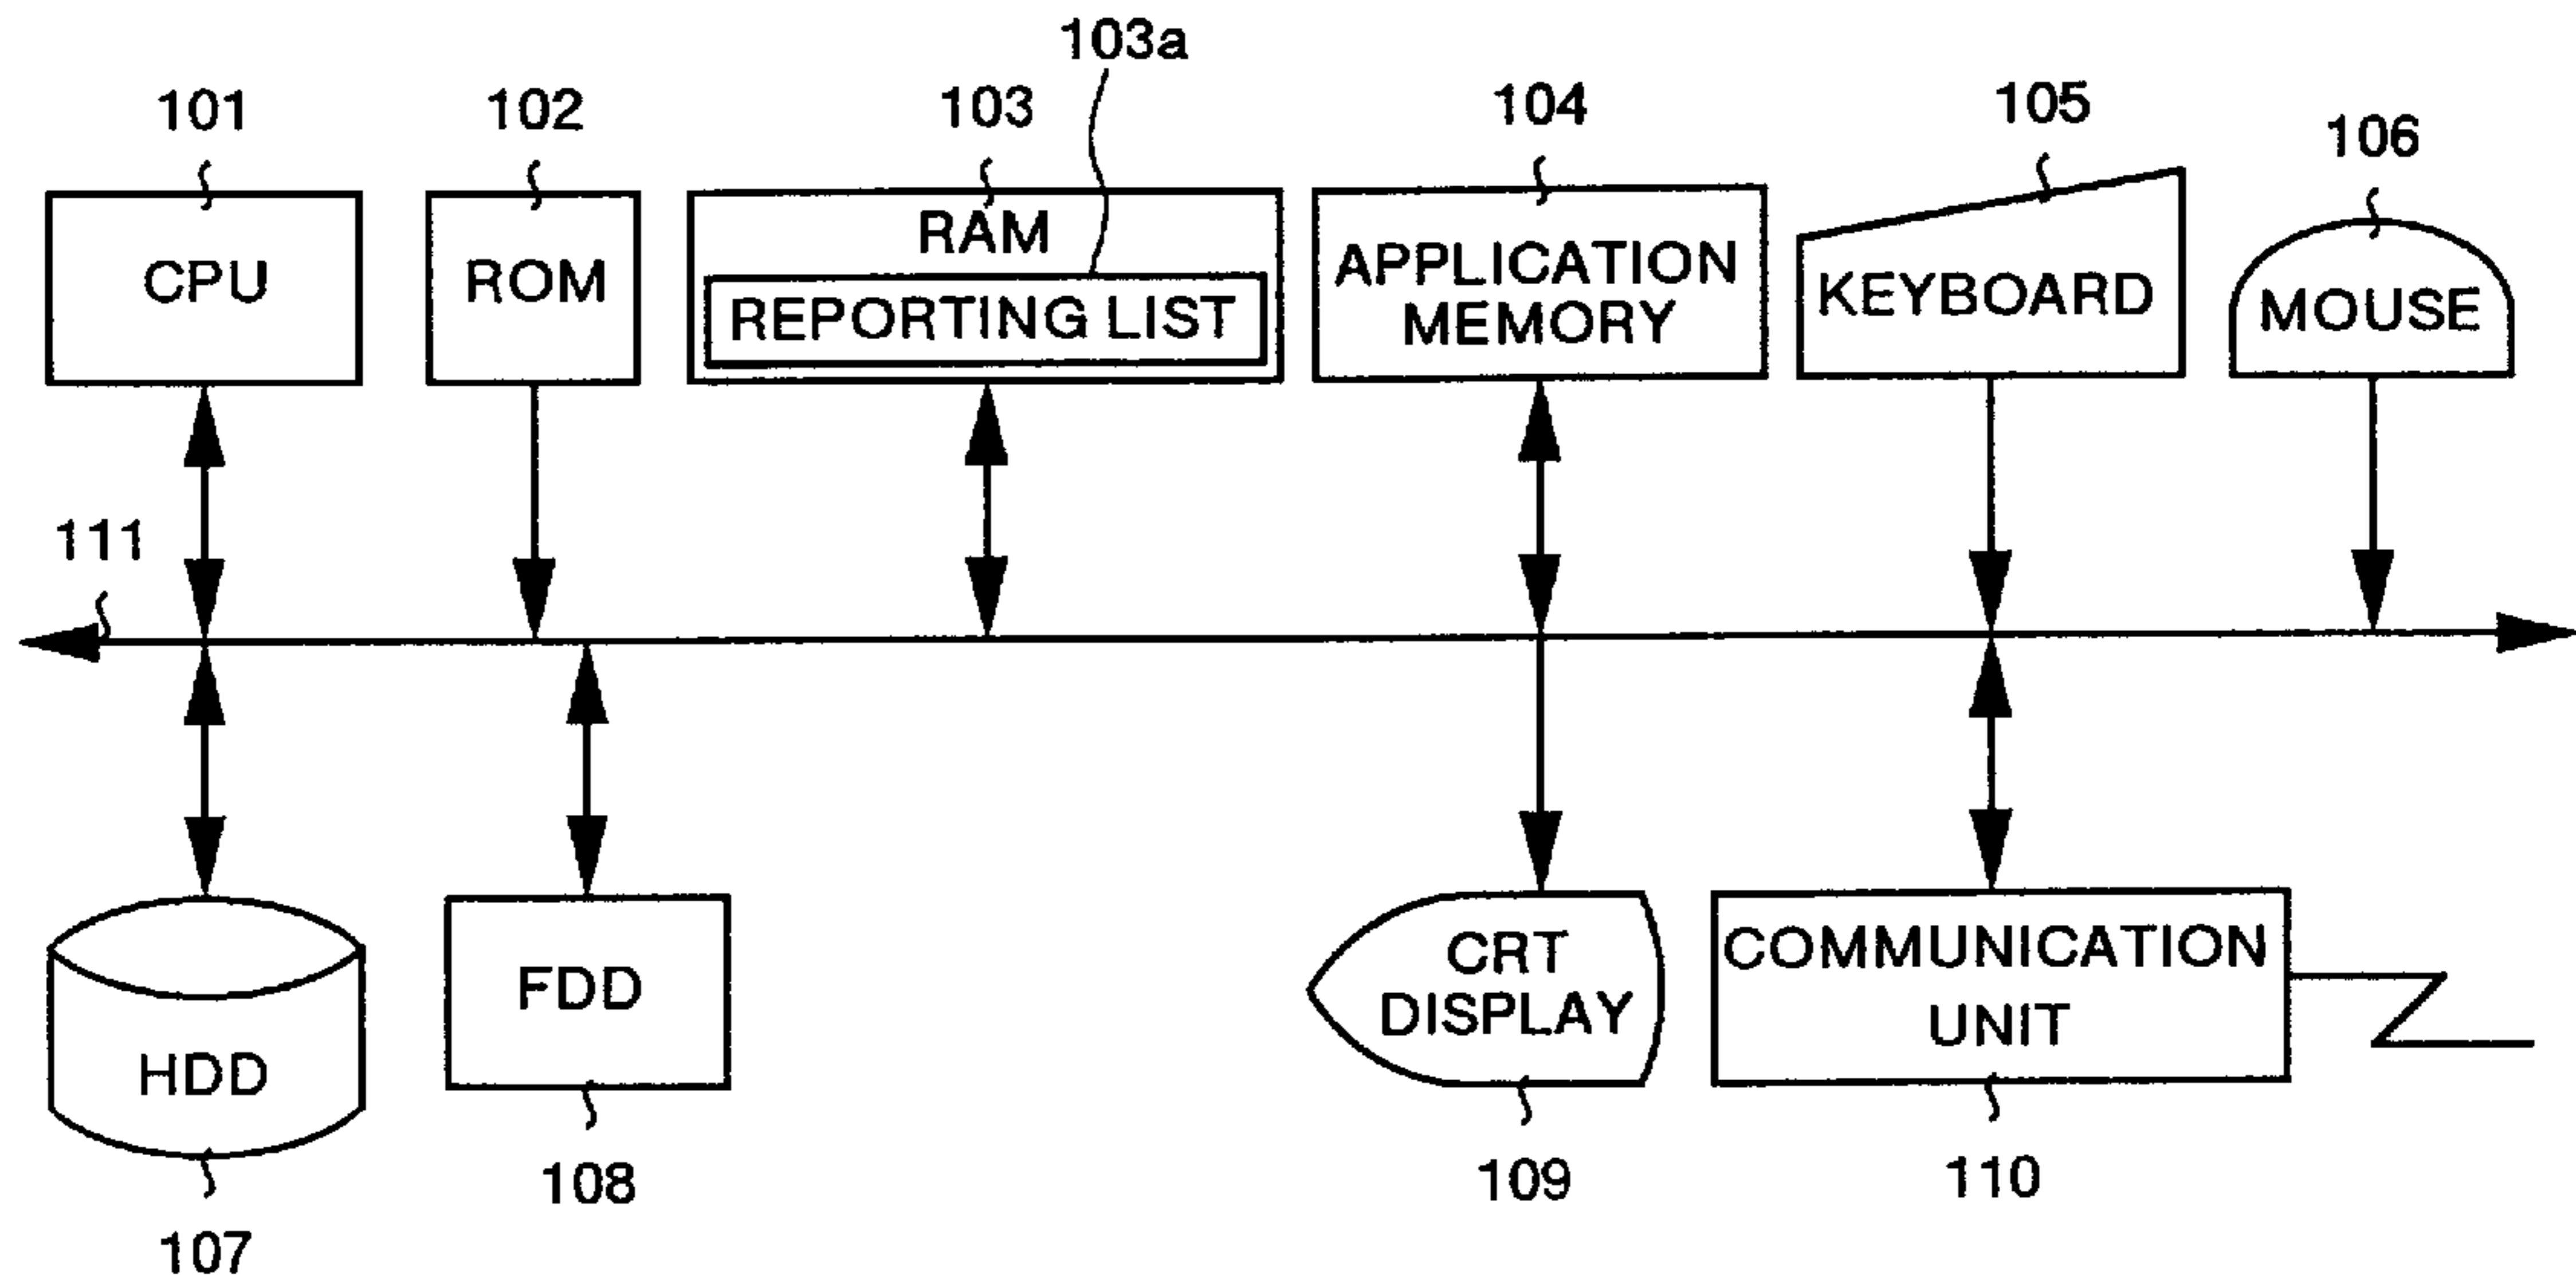 103a
101
102
103
104
105
106
CPU
ROM
RAM
REPORTING LIST
APPLICATION
MEMORY
KEYBOARD
MOUSE
111
HDD
FDD
CRT
DISPLAY
COMMUNICATION
UNIT
107
108
109
110